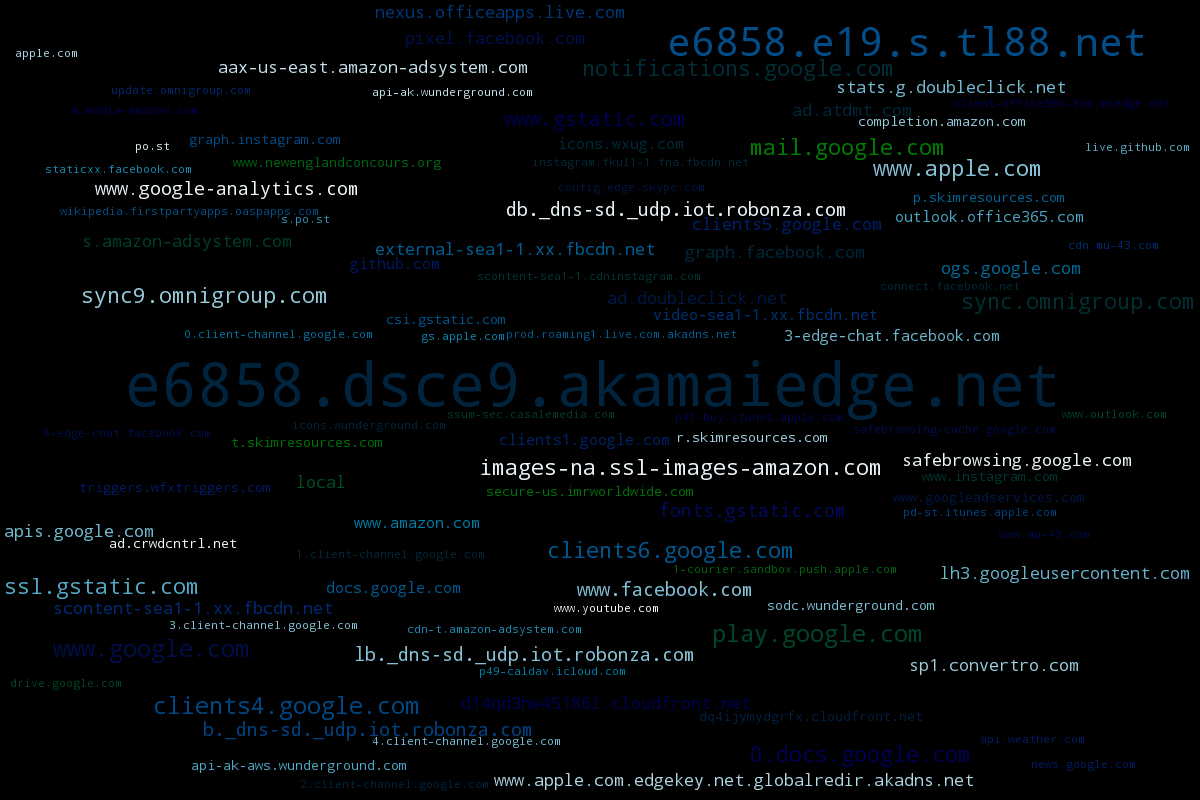 nexus.officeapps.live.com
pixel.facebook.com
e6858.e19.s.tl88.net
apple.com
aax-us-east.amazon-adsystem.com
notifications.google.com
update.omnigroup.com
api-ak.wunderground.com
stats.g.doubleclick.net
ad.atdmt.com
www.gstatic.com
completion.amazon.com
graph.instagram.com
po.st
icons.wxug.com
mail.google.com
live.github.com
staticxx.facebook.com
www.newenglandconcours.org
instagram.fkul1-1.fna.fbcdn.net
www.apple.com
www.google-analytics.com
config.edge.skype.com
p.skimresources.com
wikipedia.firstpartyapps.oaspapps.com
s.po.st
db._dns-sd._udp.iot.robonza.com
clients5.google.com
outlook.office365.com
s.amazon-adsystem.com
external-sea1-1.xx.fbcdn.net
graph.facebook.com
cdn.mu-43.com
github.com
scontent-sea1-1.cdninstagram.com
ogs.google.com
connect.facebook.net
sync9.omnigroup.com
ad.doubleclick.net
sync.omnigroup.com
csi.gstatic.com
video-sea1-1.xx.fbcdn.net
0.client-channel.google.com
gs.apple.com
prod.roaming1.live.com.akadns.net
3-edge-chat.facebook.com
e6858.dsce9.akamaiedge.net
ssum-sec.casalemedia.com
p41-buy.itunes.apple.com
www.outlook.com
icons.wunderground.com
6-edge-chat.facebook.com
safebrowsing-cache.google.com
t.skimresources.com
clients1.google.com
r.skimresources.com
images-na.ssl-images-amazon.com
safebrowsing.google.com
triggers.wfxtriggers.com
local
www.instagram.com
secure-us.imrworldwide.com
www.googleadservices.com
fonts.gstatic.com
pd-st.itunes.apple.com
apis.google.com
www.amazon.com
www.mu-43.com
ad.crwdcntrl.net
1.client-channel.google.com
clients6.google.com
1-courier.sandbox.push.apple.com
lh3.googleusercontent.com
ssl.gstatic.com
docs.google.com
www.facebook.com
scontent-sea1-1.xx.fbcdn.net
www.youtube.com
sodc.wunderground.com
3.client-channel.google.com
cdn-t.amazon-adsystem.com
play.google.com
www.google.com
lb._dns-sd._udp.iot.robonza.com
sp1.convertro.com
p49-caldav.icloud.com
drive.google.com
clients4.google.com
d14qd3he45186l.cloudfront.net
dq4ijymydgrfx.cloudfront.net
b._dns-sd._udp.iot.robonza.com
4.client-channel.google.com
api.weather.com
0.docs.google.com
api-ak-aws.wunderground.com
news.google.com
2.client-channel.google.com
www.apple.com.edgekey.net.globalredir.akadns.net